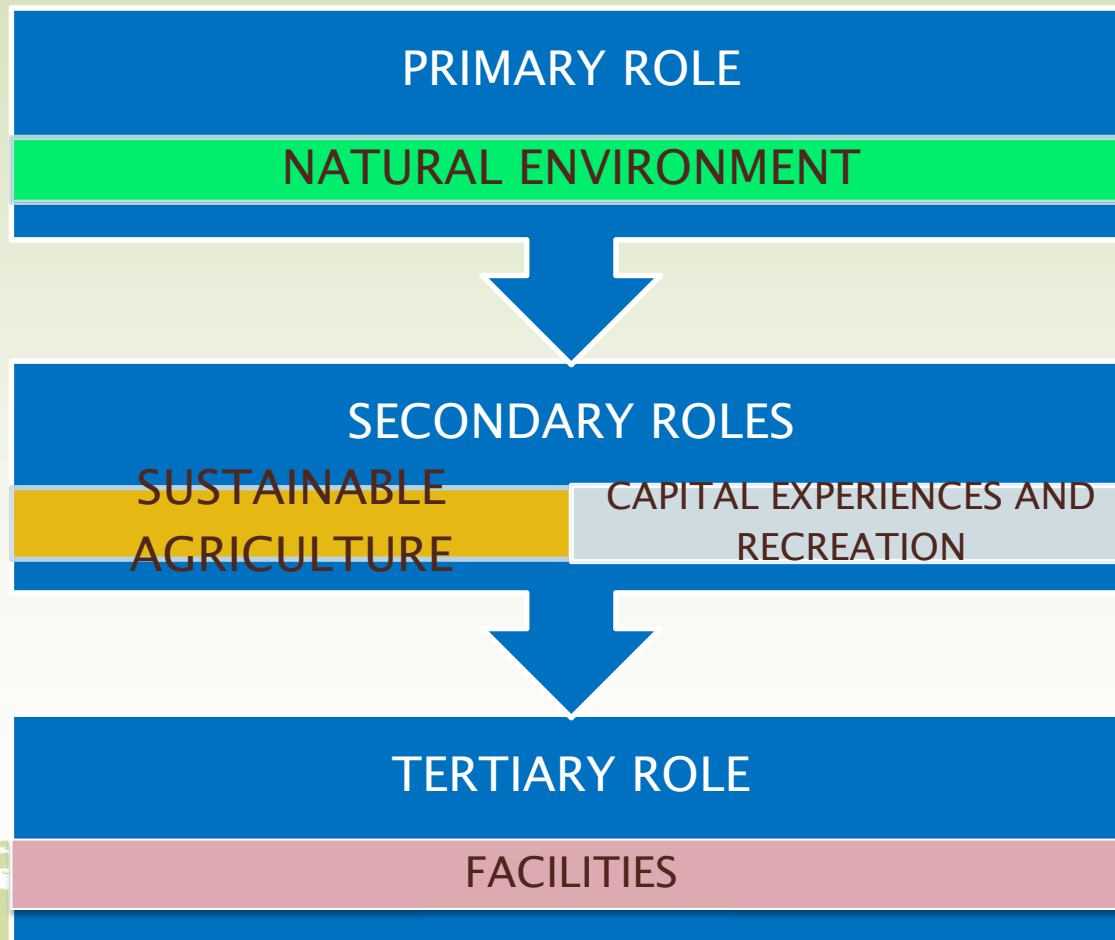 PRIMARY ROLE
NATURAL ENVIRONMENT
SECONDARY ROLES
SUSTAINABLE
AGRICULTURE
CAPITAL EXPERIENCES AND
RECREATION
TERTIARY ROLE
FACILITIES